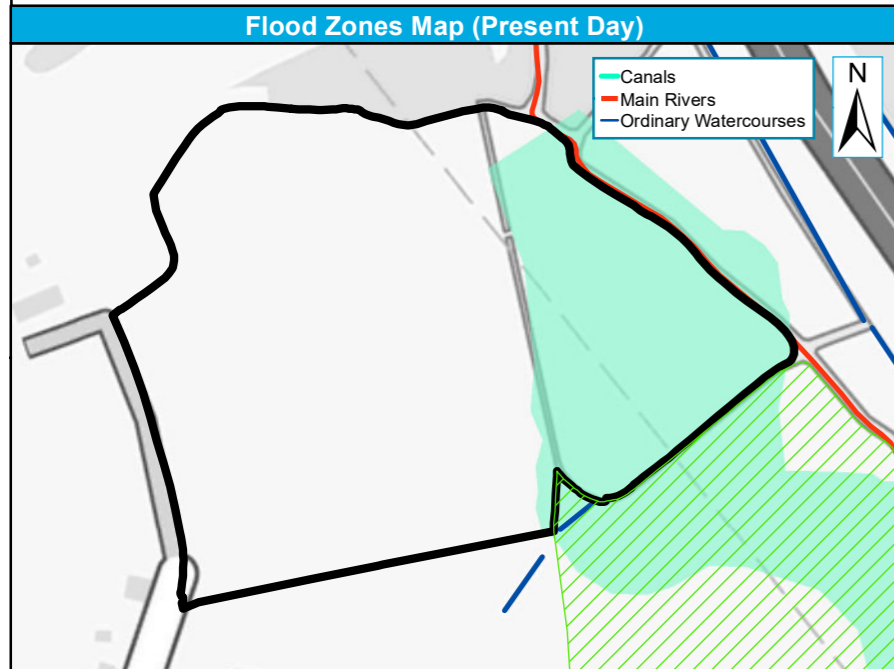 Flood Zones Map (Present Day)
Canals
Main Rivers
Ordinary Watercourses
N